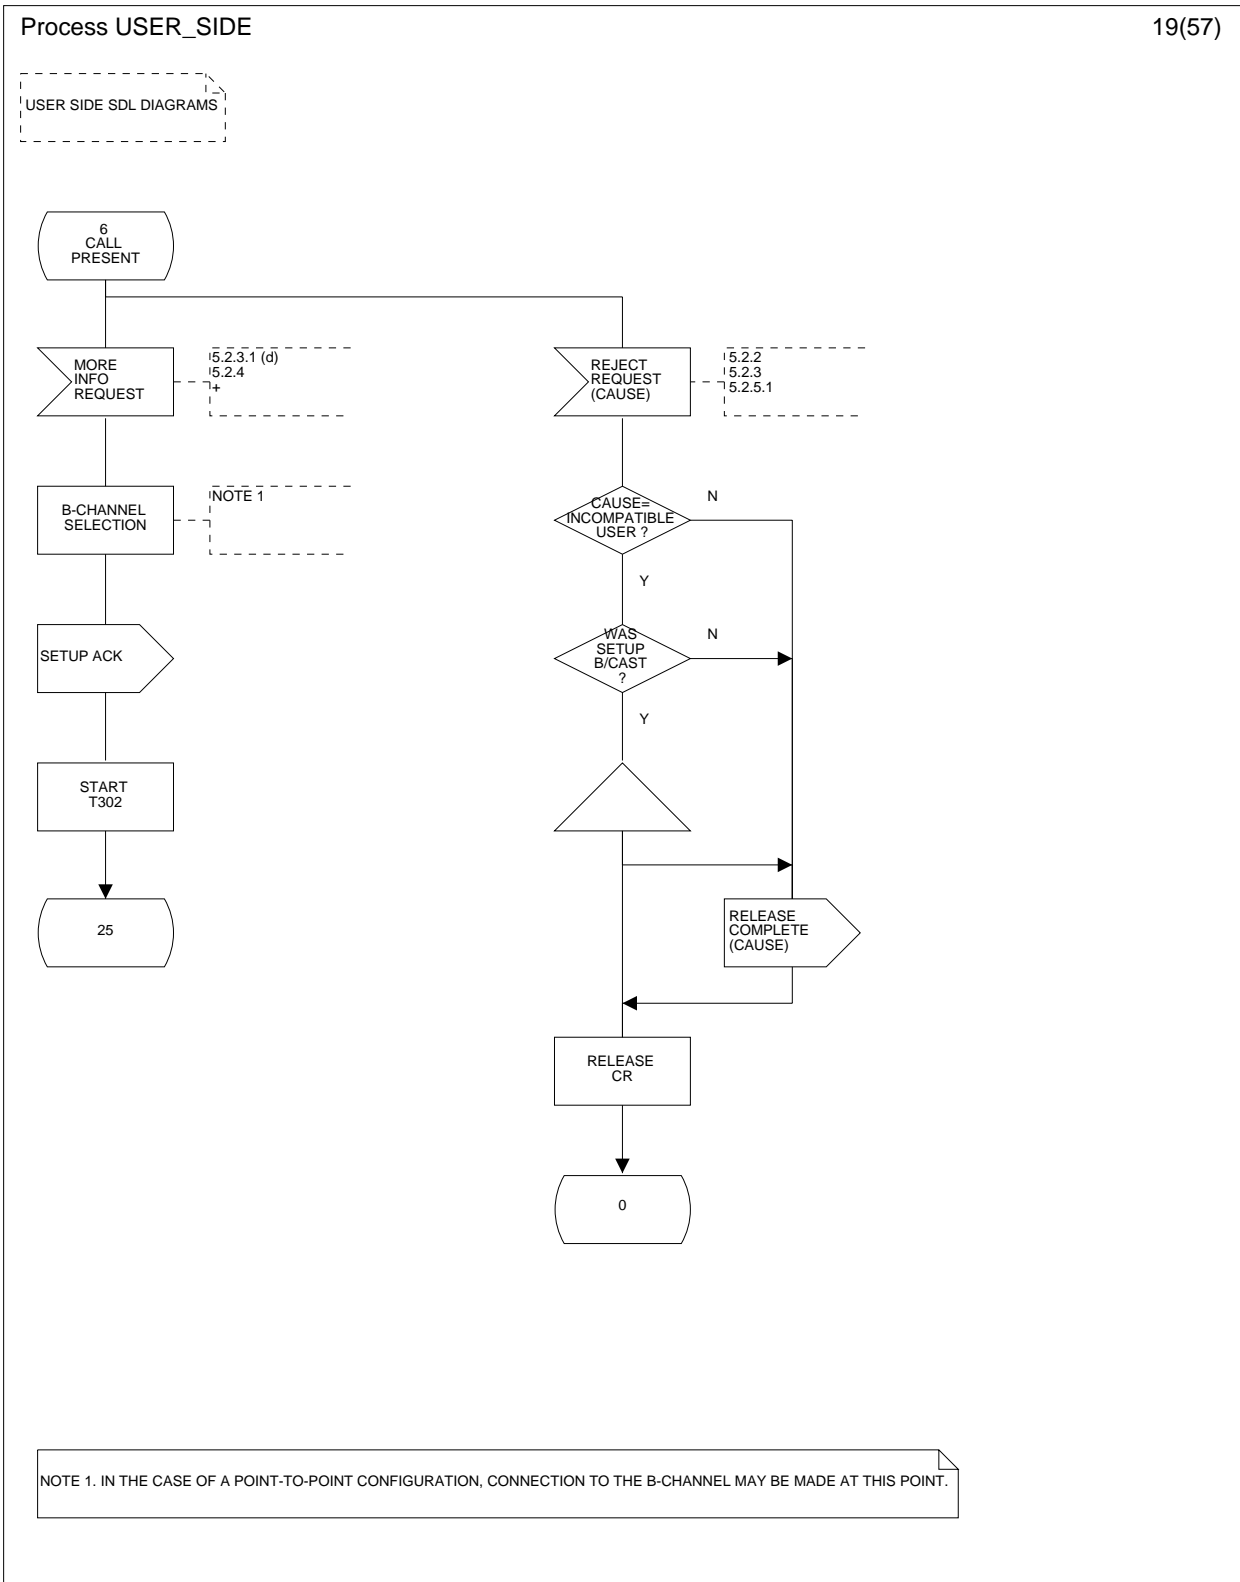 Process USER_SIDE
19(57)
USER SIDE SDL DIAGRAMS
6
CALL
PRESENT
MORE
INFO
REQUEST
5.2.3.1 (d)
5.2.4
+
REJECT
REQUEST
(CAUSE)
5.2.2
5.2.3
5.2.5.1
B-CHANNEL
SELECTION
NOTE 1
CAUSE=
INCOMPATIBLE
USER ?
N
Y
SETUP ACK
WAS
SETUP
B/CAST
?
N
Y
START
T302
25
RELEASE
COMPLETE
(CAUSE)
RELEASE
CR
0
NOTE 1. IN THE CASE OF A POINT-TO-POINT CONFIGURATION, CONNECTION TO THE B-CHANNEL MAY BE MADE AT THIS POINT.